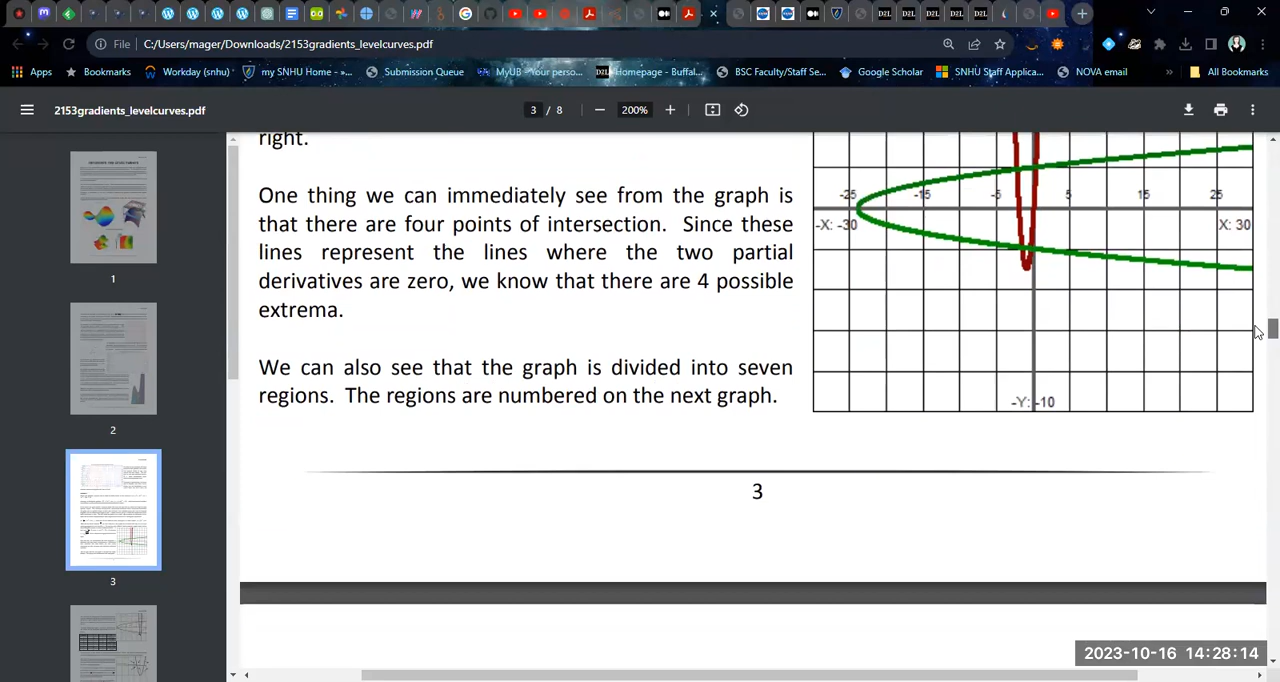 File
C:/Users/mager/Downloads/2153gradients_levelcurves.pdf
Apps
Bookmarks
Workday (snhu)
my SNHU Home - ...
Submission Queue
MyUB - Your perso...
Homepage - Buffal...
BSC Faculty/Staff Se...
Google Scholar
SNHU Staff Applica...
NOVA email
»
All Bookmarks
2153gradients_levelcurves.pdf
3 / 8
200%
right.
One thing we can immediately see from the graph is
that there are four points of intersection. Since these
lines represent the lines where the two partial
derivatives are zero, we know that there are 4 possible
extrema.
We can also see that the graph is divided into seven
regions. The regions are numbered on the next graph.
-25
-15
-5
5
15
25
-X: -30
X: 30
-Y: -10
3
1
2
3
2023-10-16 14:28:14